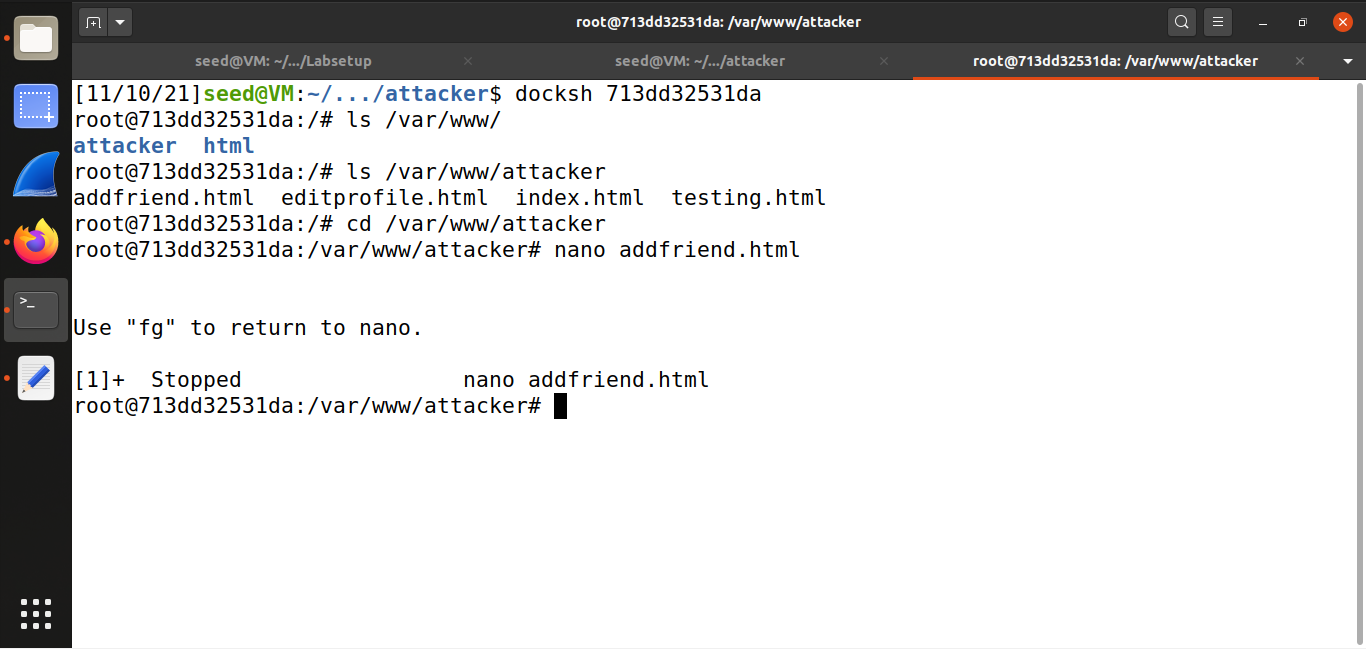 root@713dd32531da: /var/www/attacker
seed@VM: ~/.../Labsetup
seed@VM: ~/.../attacker
root@713dd32531da: /var/www/attacker
[11/10/21]seed@VM:~/.../attacker$ docksh 713dd32531da
root@713dd32531da:/# ls /var/www/
attacker  html
root@713dd32531da:/# ls /var/www/attacker
addfriend.html  editprofile.html  index.html  testing.html
root@713dd32531da:/# cd /var/www/attacker
root@713dd32531da:/var/www/attacker# nano addfriend.html
Use "fg" to return to nano.
[1]+  Stopped                 nano addfriend.html
root@713dd32531da:/var/www/attacker#